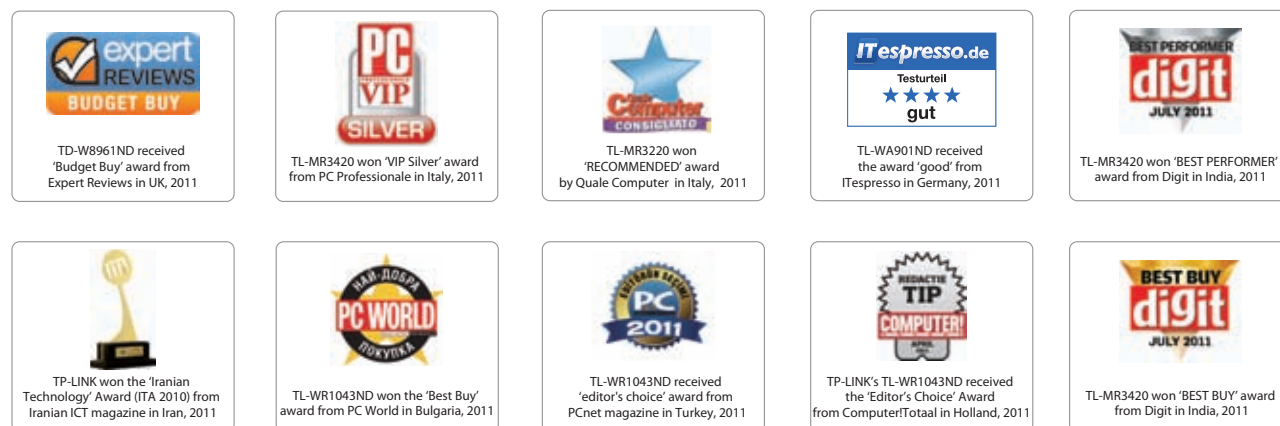 expert
REVIEWS
BUDGET BUY
TD-W8961ND received
‘Budget Buy’ award from
Expert Reviews in UK, 2011
PC
PROFESSIONALE
VIP
SILVER
TL-MR3420 won ‘VIP Silver’ award
from PC Professionale in Italy, 2011
Quale
Computer
CONSIGLIATO
TL-MR3220 won
‘RECOMMENDED’ award
by Quale Computer in Italy, 2011
ITespresso.de
Testurteil
gut
TL-WA901ND received
the award ‘good’ from
ITespresso in Germany, 2011
BEST PERFORMER
digit
JULY 2011
TL-MR3420 won ‘BEST PERFORMER’
award from Digit in India, 2011
TP-LINK won the ‘Iranian
Technology’ Award (ITA 2010) from
Iranian ICT magazine in Iran, 2011
НАЙ-ДОБРА
PC WORLD
ПОКУПКА
TL-WR1043ND won the ‘Best Buy’
award from PC World in Bulgaria, 2011
EDİTÖRÜN SEÇİMİ
PC
2011
TL-WR1043ND received
‘editor's choice’ award from
PCnet magazine in Turkey, 2011
REDACTIE
TIP
COMPUTER!
APRIL
TP-LINK’s TL-WR1043ND received
the ‘Editor’s Choice’ Award
from Computer!Totaal in Holland, 2011
BEST BUY
digit
JULY 2011
TL-MR3420 won ‘BEST BUY’ award
from Digit in India, 2011